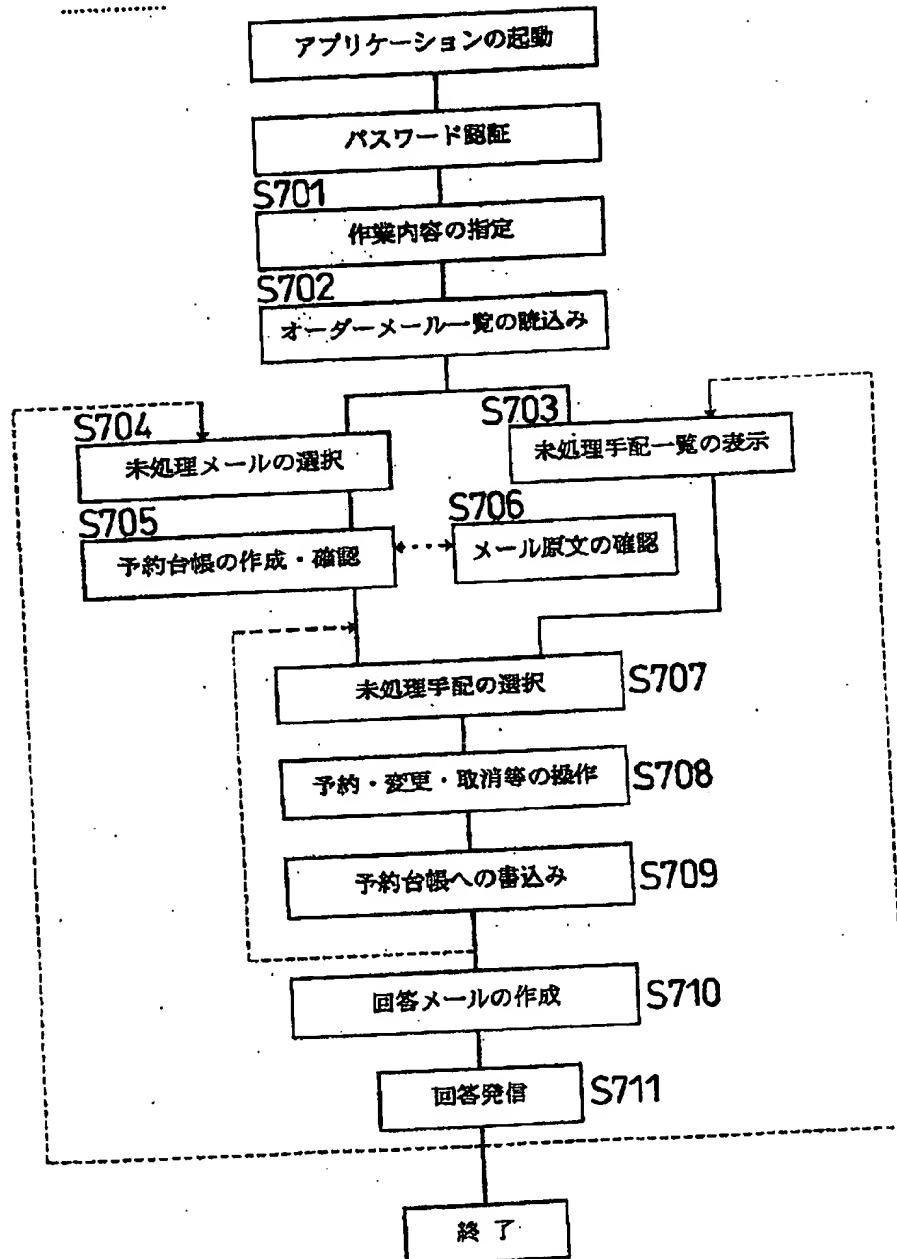 アプリケーションの起動
パスワード認証
S701
作業内容の指定
S702
オーダーメール一覧の読込み
S704
未処理メールの選択
S703
未処理手配一覧の表示
S705
予約台帳の作成・確認
S706
メール原文の確認
未処理手配の選択 S707
予約・変更・取消等の操作 S708
予約台帳への書込み S709
回答メールの作成 S710
回答発信 S711
終了